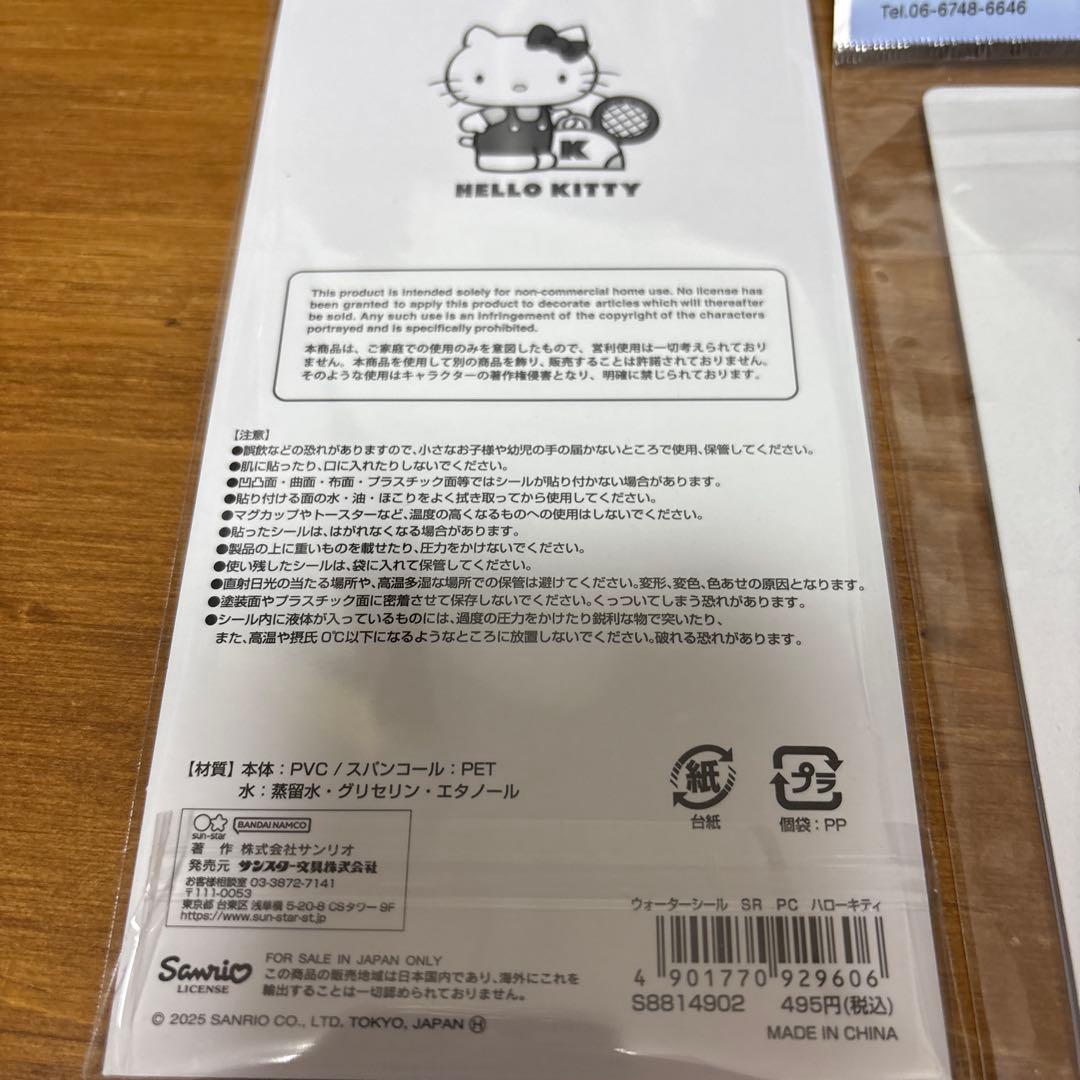 Tel.06-6748-6646
K
HELLO KITTY
This product is intended solely for non-commercial home use. No license has
been granted to apply this product to decorate articles which will thereafter
be sold. Any such use is an infringement of the copyright of the characters
portrayed and is specifically prohibited.
本商品は、ご家庭での使用のみを意図したもので、営利使用は一切考えられており
ません。本商品を使用して別の商品を飾り、販売することは許諾されておりません。
そのような使用はキャラクターの著作権侵害となり、明確に禁じられております。
【注意】
●誤飲などの恐れがありますので、小さなお子様や幼児の手の届かないところで使用、保管してください。
●肌に貼ったり、口に入れたりしないでください。
●凹凸面・曲面・布面・プラスチック面等ではシールが貼り付かない場合があります。
●貼り付ける面の水・油・ほこりをよく拭き取ってから使用してください。
●マグカップやトースターなど、温度の高くなるものへの使用はしないでください。
●貼ったシールは、はがれなくなる場合があります。
●製品の上に重いものを載せたり、圧力をかけないでください。
●使い残したシールは、袋に入れて保管してください。
●直射日光の当たる場所や、高温多湿な場所での保管は避けてください。変形、変色、色あせの原因となります。
●塗装面やプラスチック面に密着させて保存しないでください。くっついてしまう恐れがあります。
●シール内に液体が入っているものには、過度の圧力をかけたり鋭利な物で突いたり、
また、高温や摂氏0℃以下になるようなところに放置しないでください。破れる恐れがあります。
【材質】本体：PVC / スパンコール：PET
水：蒸留水・グリセリン・エタノール
紙
台紙
プラ
個袋：PP
sun-star
BANDAI NAMCO
著 作 株式会社サンリオ
発売元 サンスター文具株式会社
お客様相談室 03-3872-7141
〒111-0053
東京都 台東区 浅草橋 5-20-8 CSタワー 9F
https://www.sun-star-st.jp
Sanrio
LICENSE
FOR SALE IN JAPAN ONLY
この商品の販売地域は日本国内であり、海外にこれを
輸出することは一切認められておりません。
© 2025 SANRIO CO., LTD. TOKYO, JAPAN Ⓗ
ウォーターシール SR PC ハローキティ
4 901770 929606
S8814902 495円(税込)
MADE IN CHINA